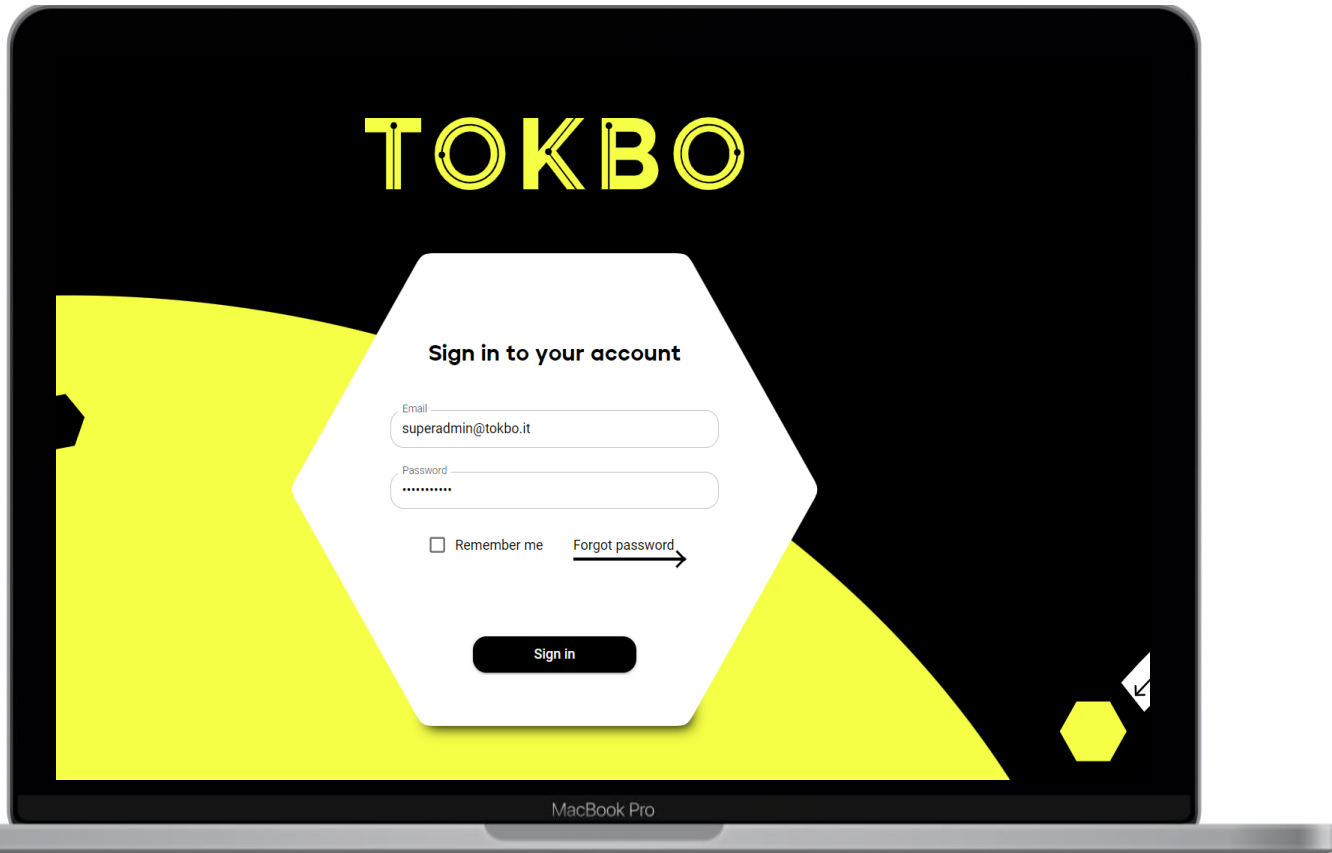 TOKBO
Sign in to your account
Email
superadmin@tokbo.it
Password
•••••••••••
Remember me
Forgot password
Sign in
MacBook Pro